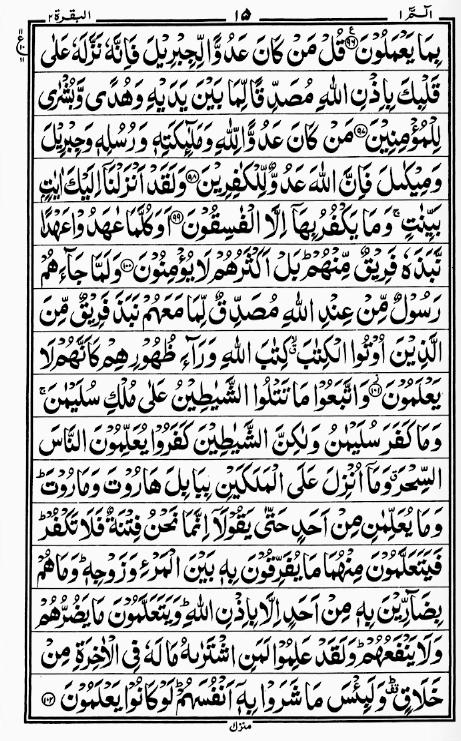 الٓمّٓ ١ ١٥ البقرة ٢
بِمَا يَعْمَلُوْنَ ﴿٩٦﴾ قُلْ مَنْ كَانَ عَدُوًّا لِّجِبْرِيْلَ فَاِنَّهٗ نَزَّلَهٗ عَلٰى
قَلْبِكَ بِاِذْنِ اللّٰهِ مُصَدِّقًا لِّمَا بَيْنَ يَدَيْهِ وَهُدًى وَّبُشْرٰى
لِلْمُؤْمِنِيْنَ ﴿٩٧﴾ مَنْ كَانَ عَدُوًّا لِّلّٰهِ وَمَلٰٓئِكَتِهٖ وَرُسُلِهٖ وَجِبْرِيْلَ
وَمِيْكٰىلَ فَاِنَّ اللّٰهَ عَدُوٌّ لِّلْكٰفِرِيْنَ ﴿٩٨﴾ وَلَقَدْ اَنْزَلْنَاۤ اِلَيْكَ اٰيٰتٍۭ
بَيِّنٰتٍ ۚ وَمَا يَكْفُرُ بِهَاۤ اِلَّا الْفٰسِقُوْنَ ﴿٩٩﴾ اَوَكُلَّمَا عٰهَدُوْا عَهْدًا
نَّبَذَهٗ فَرِيْقٌ مِّنْهُمْ ؕ بَلْ اَكْثَرُهُمْ لَا يُؤْمِنُوْنَ ﴿١٠٠﴾ وَلَمَّا جَآءَهُمْ
رَسُوْلٌ مِّنْ عِنْدِ اللّٰهِ مُصَدِّقٌ لِّمَا مَعَهُمْ نَبَذَ فَرِيْقٌ مِّنَ
الَّذِيْنَ اُوْتُوا الْكِتٰبَ ۙ كِتٰبَ اللّٰهِ وَرَآءَ ظُهُوْرِهِمْ كَاَنَّهُمْ لَا
يَعْلَمُوْنَ ﴿١٠١﴾ وَاتَّبَعُوْا مَا تَتْلُوا الشَّيٰطِيْنُ عَلٰى مُلْكِ سُلَيْمٰنَ ۚ
وَمَا كَفَرَ سُلَيْمٰنُ وَلٰكِنَّ الشَّيٰطِيْنَ كَفَرُوْا يُعَلِّمُوْنَ النَّاسَ
السِّحْرَ ۗ وَمَاۤ اُنْزِلَ عَلَى الْمَلَكَيْنِ بِبَابِلَ هَارُوْتَ وَمَارُوْتَ ؕ
وَمَا يُعَلِّمٰنِ مِنْ اَحَدٍ حَتّٰى يَقُوْلَاۤ اِنَّمَا نَحْنُ فِتْنَةٌ فَلَا تَكْفُرْ ؕ
فَيَتَعَلَّمُوْنَ مِنْهُمَا مَا يُفَرِّقُوْنَ بِهٖ بَيْنَ الْمَرْءِ وَزَوْجِهٖ ؕ وَمَا هُمْ
بِضَآرِّيْنَ بِهٖ مِنْ اَحَدٍ اِلَّا بِاِذْنِ اللّٰهِ ؕ وَيَتَعَلَّمُوْنَ مَا يَضُرُّهُمْ
وَلَا يَنْفَعُهُمْ ؕ وَلَقَدْ عَلِمُوْا لَمَنِ اشْتَرٰىهُ مَا لَهٗ فِى الْاٰخِرَةِ مِنْ
خَلَاقٍ ؕ وَلَبِئْسَ مَا شَرَوْا بِهٖۤ اَنْفُسَهُمْ ؕ لَوْ كَانُوْا يَعْلَمُوْنَ ﴿١٠٢﴾
منزل